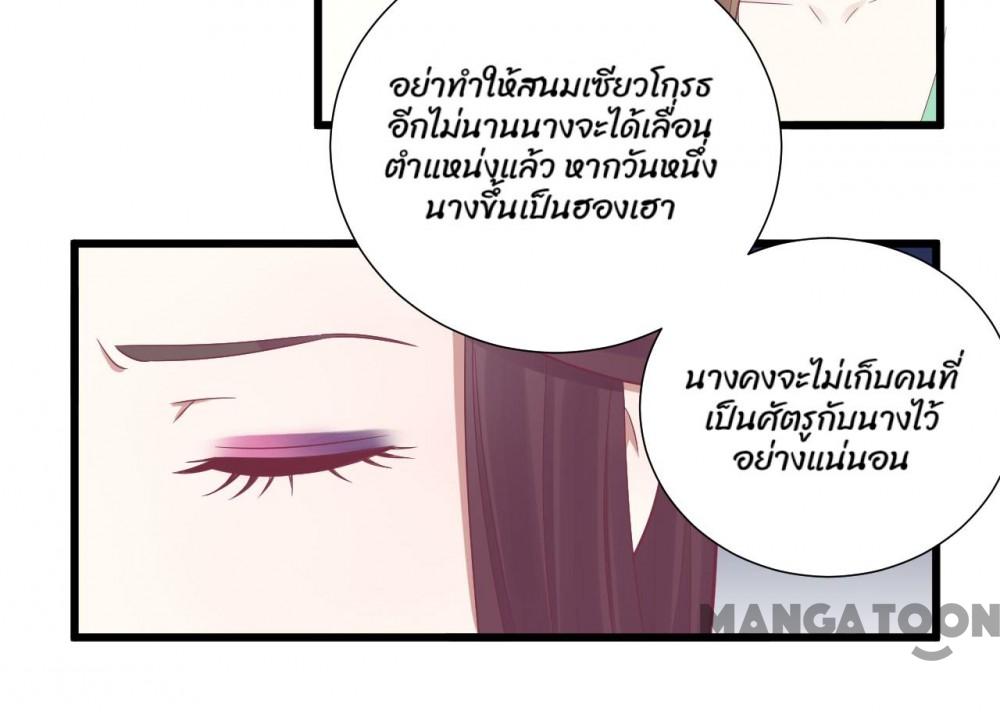 อย่าทำให้สนมเซียวโกรธ
อีกไม่นานนางจะได้เลื่อน
ตำแหน่งแล้ว หากวันหนึ่ง
นางขึ้นเป็นฮองเฮา
นางคงจะไม่เก็บคนที่
เป็นศัตรูกับนางไว้
อย่างแน่นอน
MANGATOON